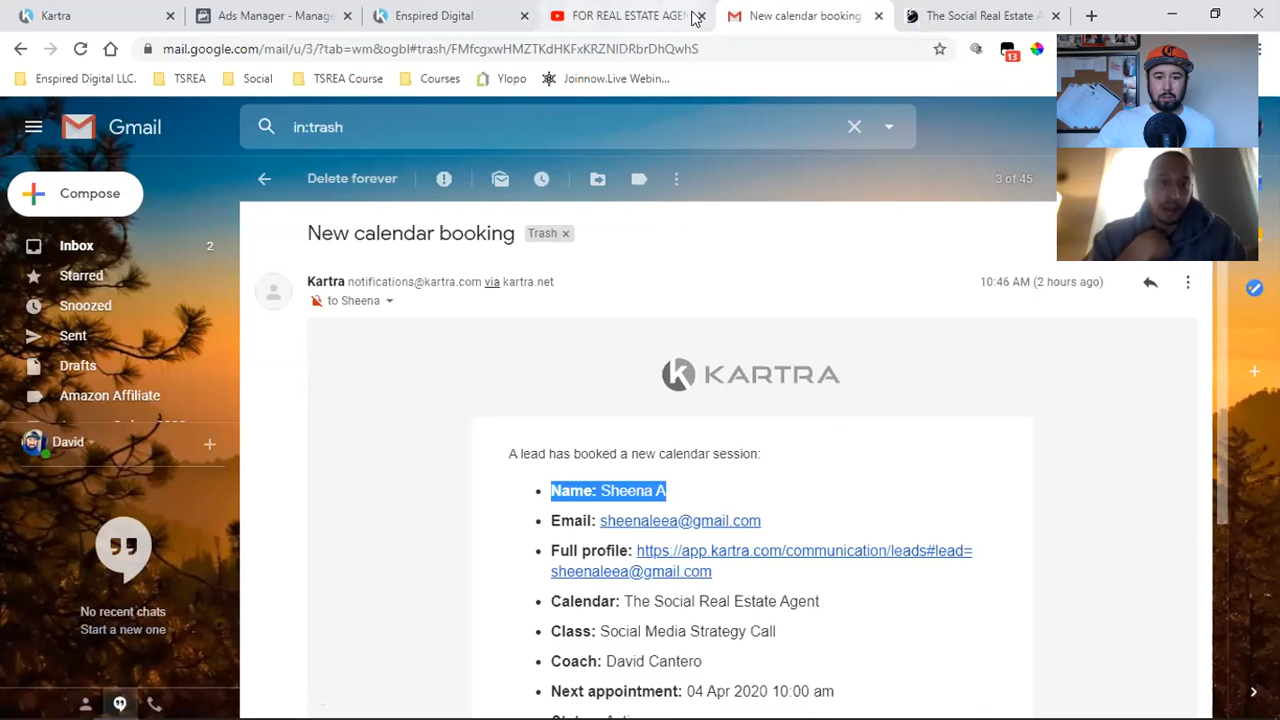 Kartra
Ads Manager - Manag
Enspired Digital
FOR REAL ESTATE AGEN
New calendar booking
The Social Real Estate A
mail.google.com/mail/u/3/?tab=wm&ogbl#trash/FMfcgxwHMZTKdHKFxKRZNIDRbrDhQwhS
13
Enspired Digital LLC.
TSREA
Social
TSREA Course
Courses
Ylopo
Joinnow.Live Webin...
Gmail
in:trash
Compose
Delete forever
3 of 45
New calendar booking
Trash
Inbox 2
Starred
Snoozed
Sent
Drafts
Amazon Affiliate
David
No recent chats
Start a new one
Kartra notifications@kartra.com via kartra.net
10:46 AM (2 hours ago)
to Sheena
KARTRA
A lead has booked a new calendar session:
Name: Sheena A
Email: sheenaleea@gmail.com
Full profile: https://app.kartra.com/communication/leads#lead=
sheenaleea@gmail.com
Calendar: The Social Real Estate Agent
Class: Social Media Strategy Call
Coach: David Cantero
Next appointment: 04 Apr 2020 10:00 am